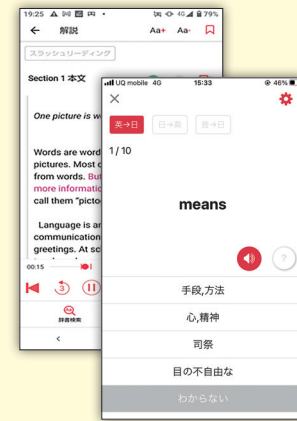 19:25
4G 79%
解説
Aa+ Aa-
スラッシュリーディング
Section 1 本文
One picture is w
Words are word
pictures. Most o
from words. But
more informatio
call them "picto
Language is ar
communication
greetings. At sc
00:15
3
辞書検索
UQ mobile 4G 15:33 46%
英→日 日→英 音→日
1 / 10
means
?
手段,方法
心,精神
司祭
目の不自由な
わからない